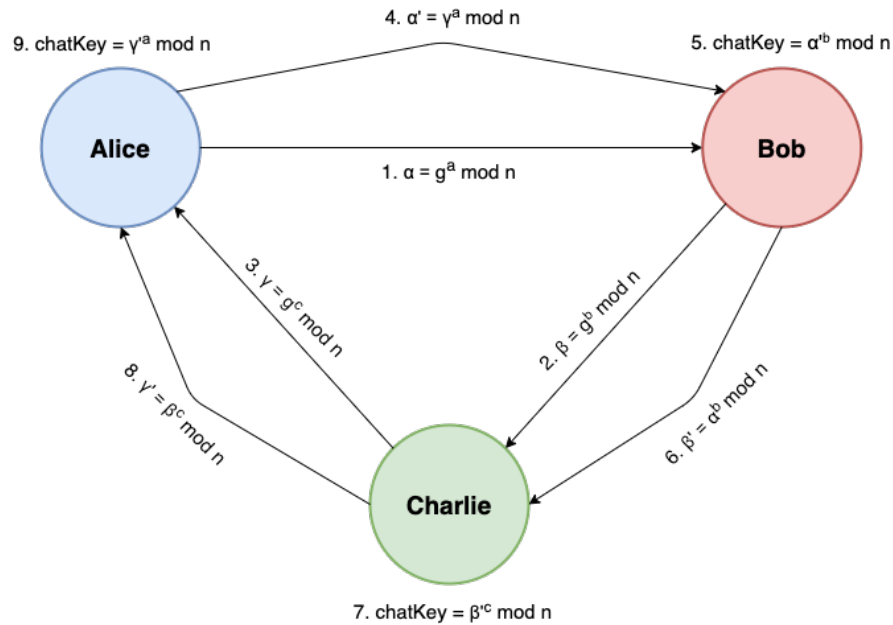 4. α' = γᵃ mod n
9. chatKey = γ'ᵃ mod n
5. chatKey = α'ᵇ mod n
Alice
Bob
1. α = gᵃ mod n
3. γ = gᶜ mod n
2. β = gᵇ mod n
8. γ' = βᶜ mod n
6. β' = αᵇ mod n
Charlie
7. chatKey = β'ᶜ mod n